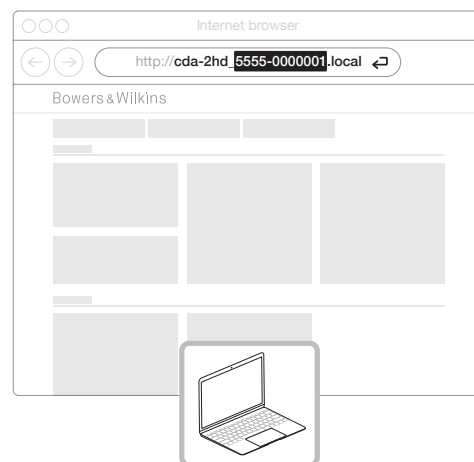 Internet browser
http://cda-2hd_5555-0000001.local
Bowers & Wilkins